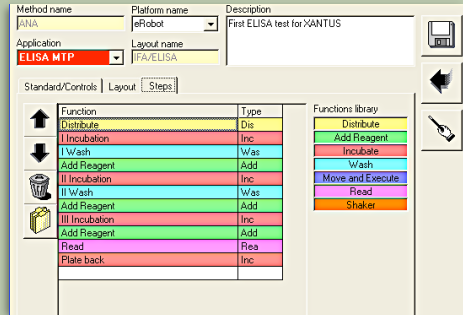 Method name
Platform name
Description
ANA
eRobot
First ELISA test for XANTUS
Application
Layout name
ELISA MTP
IFA/ELISA
Standard/Controls
Layout
Steps
Function Type
Distribute Dis
I Incubation Inc
I Wash Was
Add Reagent Add
II Incubation Inc
II Wash Was
Add Reagent Add
III Incubation Inc
Add Reagent Add
Read Rea
Plate back Inc
Functions library
Distribute
Add Reagent
Incubate
Wash
Move and Execute
Read
Shaker